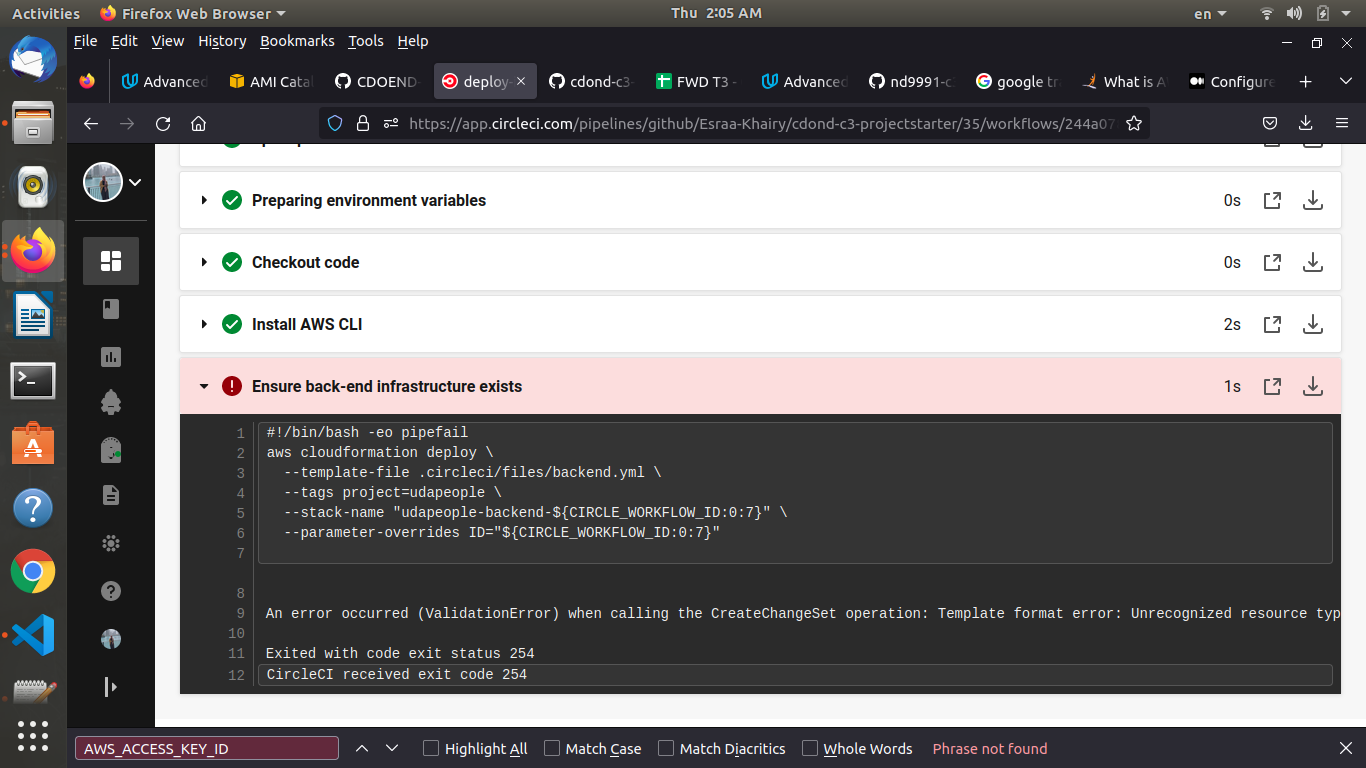 Activities Firefox Web Browser Thu 2:05 AM en
File Edit View History Bookmarks Tools Help
Advanced AMI Cata CDOEND- deploy- cdond-c3- FWD T3 - Advanced nd9991-c google tra What is A Configure
https://app.circleci.com/pipelines/github/Esraa-Khairy/cdond-c3-projectstarter/35/workflows/244a07
Preparing environment variables 0s
Checkout code 0s
Install AWS CLI 2s
Ensure back-end infrastructure exists 1s
1 #!/bin/bash -eo pipefail
2 aws cloudformation deploy \
3 --template-file .circleci/files/backend.yml \
4 --tags project=udapeople \
5 --stack-name "udapeople-backend-${CIRCLE_WORKFLOW_ID:0:7}" \
6 --parameter-overrides ID="${CIRCLE_WORKFLOW_ID:0:7}"
7
8
9 An error occurred (ValidationError) when calling the CreateChangeSet operation: Template format error: Unrecognized resource typ
10
11 Exited with code exit status 254
12 CircleCI received exit code 254
AWS_ACCESS_KEY_ID Highlight All Match Case Match Diacritics Whole Words Phrase not found